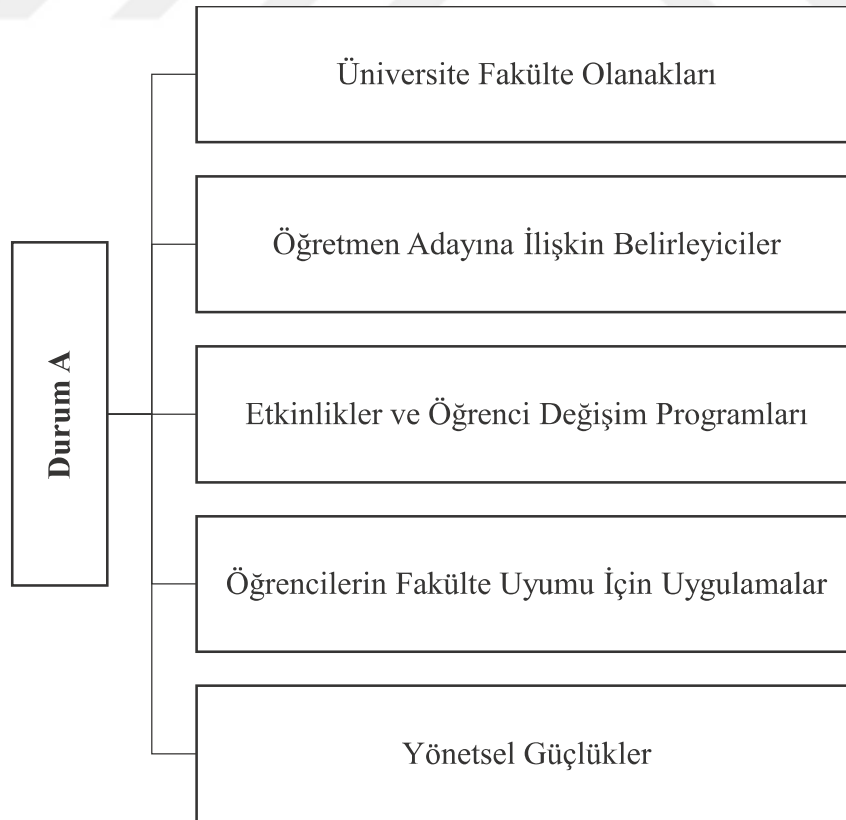 Üniversite Fakülte Olanakları
Öğretmen Adayına İlişkin Belirleyiciler
Durum A
Etkinlikler ve Öğrenci Değişim Programları
Öğrencilerin Fakülte Uyumu İçin Uygulamalar
Yönetsel Güçlükler